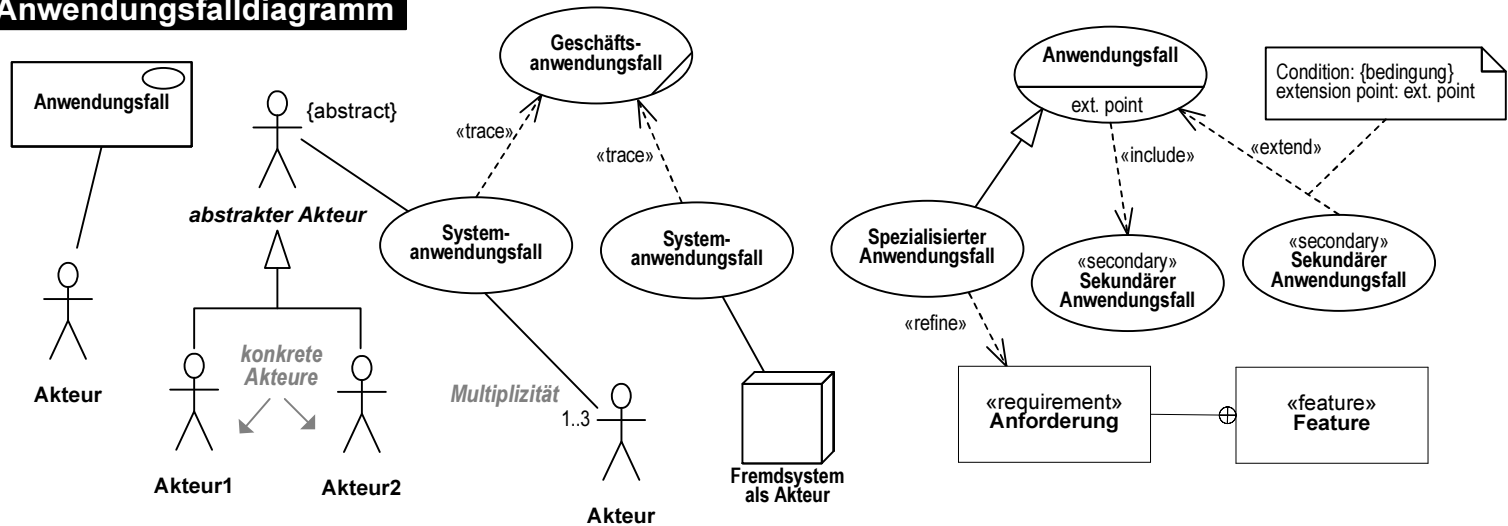 Anwendungsfalldiagramm
Anwendungsfall
Akteur
{abstract}
abstrakter Akteur
konkrete
Akteure
Akteur1
Akteur2
Geschäfts-
anwendungsfall
«trace»
«trace»
System-
anwendungsfall
System-
anwendungsfall
Multiplizität
1..3
Akteur
Fremdsystem
als Akteur
Anwendungsfall
ext. point
Condition: {bedingung}
extension point: ext. point
«include»
«extend»
Spezialisierter
Anwendungsfall
«secondary»
Sekundärer
Anwendungsfall
«secondary»
Sekundärer
Anwendungsfall
«refine»
«requirement»
Anforderung
«feature»
Feature